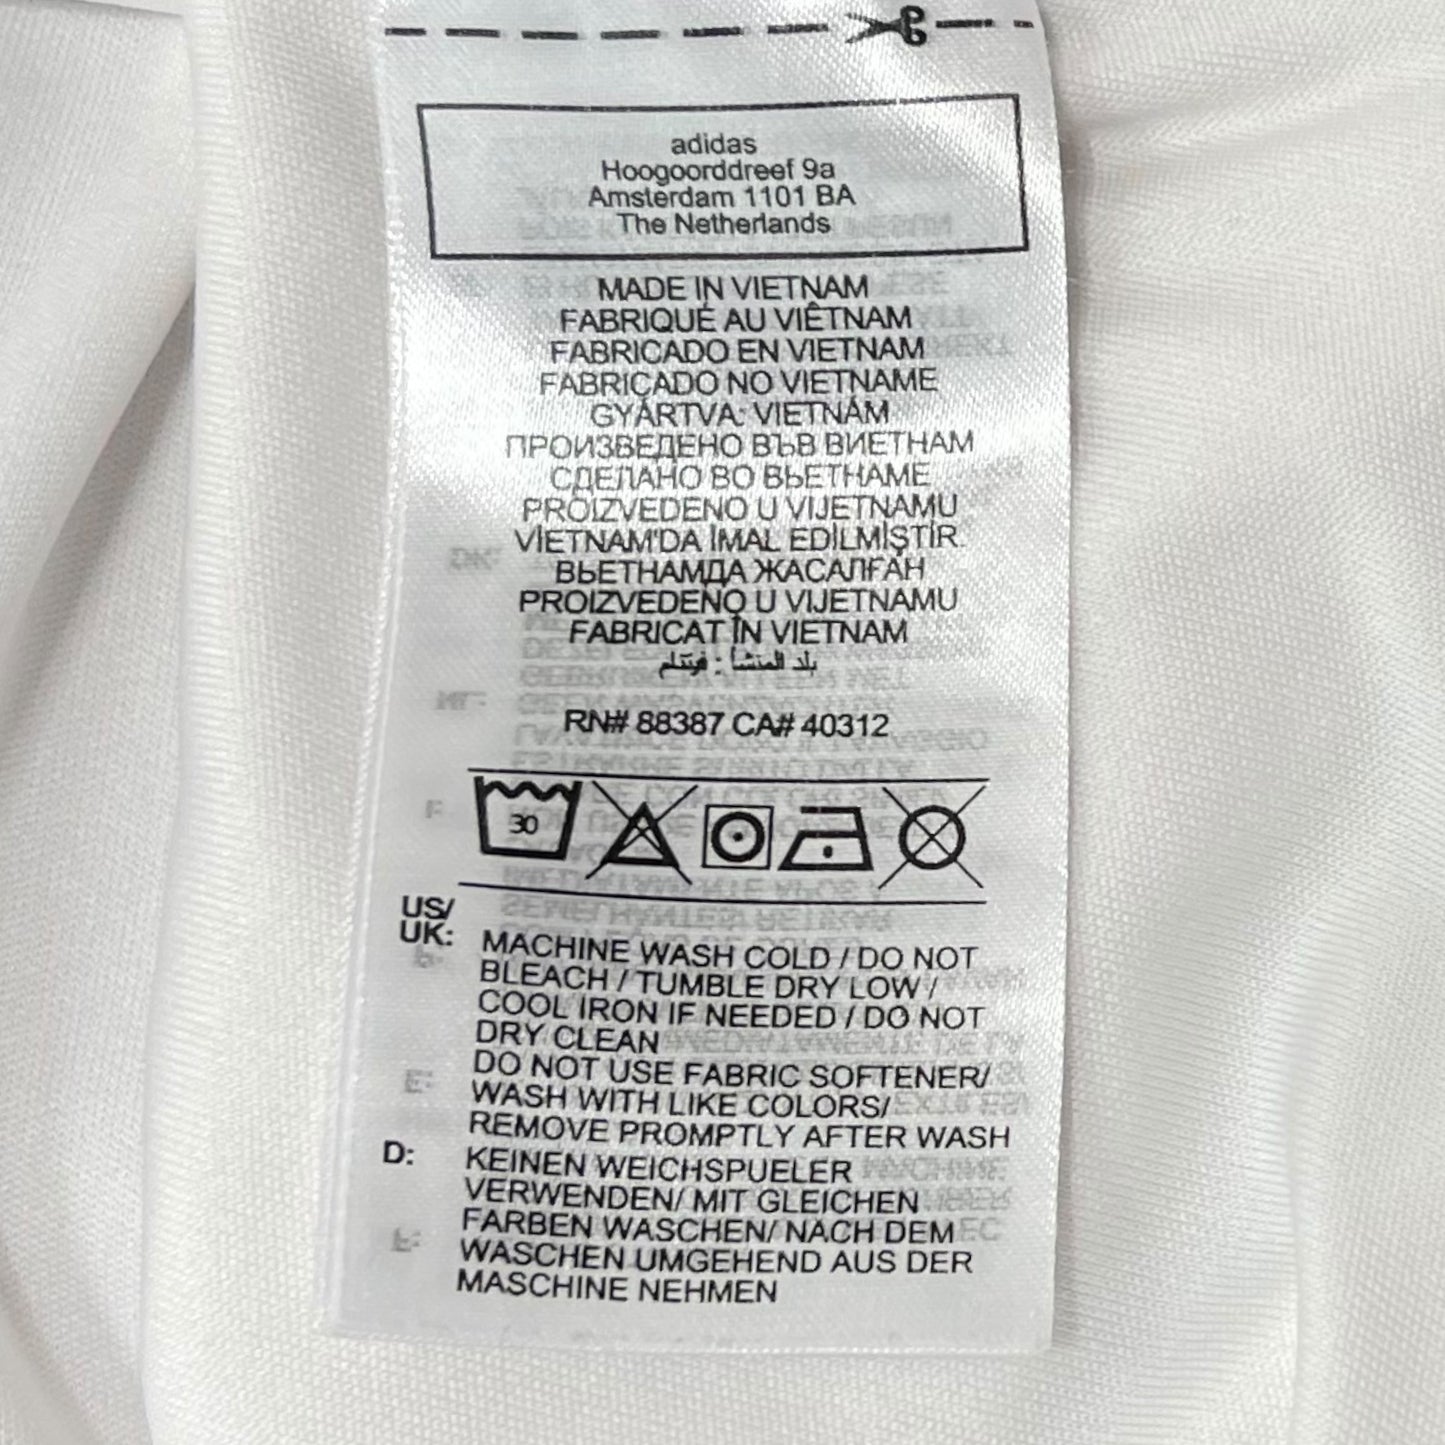 adidas
Hoogoorddreef 9a
Amsterdam 1101 BA
The Netherlands
MADE IN VIETNAM
FABRIQUÉ AU VIÊTNAM
FABRICADO EN VIETNAM
FABRICADO NO VIETNAME
GYÁRTVA: VIETNÁM
ПРОИЗВЕДЕНО ВЪВ ВИЕТНАМ
СДЕЛАНО ВО ВЬЕТНАМЕ
PROIZVEDENO U VIJETNAMU
VİETNAM'DA İMAL EDİLMİŞTİR.
ВЬЕТНАМДА ЖАСАЛҒАН
PROIZVEDENO U VIJETNAMU
FABRICAT ÎN VIETNAM
بلد المنشأ : فيتنام
RN# 88387 CA# 40312
30
US/
UK: MACHINE WASH COLD / DO NOT
BLEACH / TUMBLE DRY LOW /
COOL IRON IF NEEDED / DO NOT
DRY CLEAN
DO NOT USE FABRIC SOFTENER/
WASH WITH LIKE COLORS/
REMOVE PROMPTLY AFTER WASH
D: KEINEN WEICHSPUELER
VERWENDEN/ MIT GLEICHEN
FARBEN WASCHEN/ NACH DEM
WASCHEN UMGEHEND AUS DER
MASCHINE NEHMEN